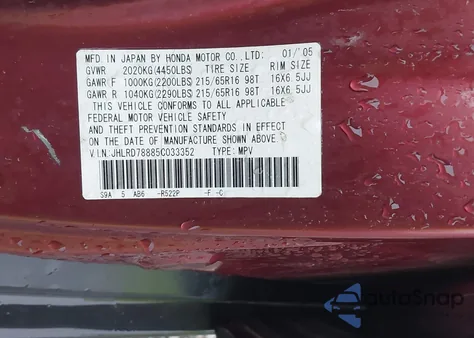 MFD. IN JAPAN BY HONDA MOTOR CO.,LTD: 01/'05
GVWR 2020KG(4450LBS) TIRE SIZE RIM SIZE
GAWR F 1000KG(2200LBS) 215/65R16 98T 16X6.5JJ
GAWR R 1040KG(2290LBS) 215/65R16 98T 16X6.5JJ
THIS VEHICLE CONFORMS TO ALL APPLICABLE
FEDERAL MOTOR VEHICLE SAFETY
AND THEFT PREVENTION STANDARDS IN EFFECT
ON THE DATE OF MANUFACTURE SHOWN ABOVE.
VIN:JHLRD78885C033352 TYPE: MPV
S9A 5 AB6 -R522P -F -C
AutoSnap